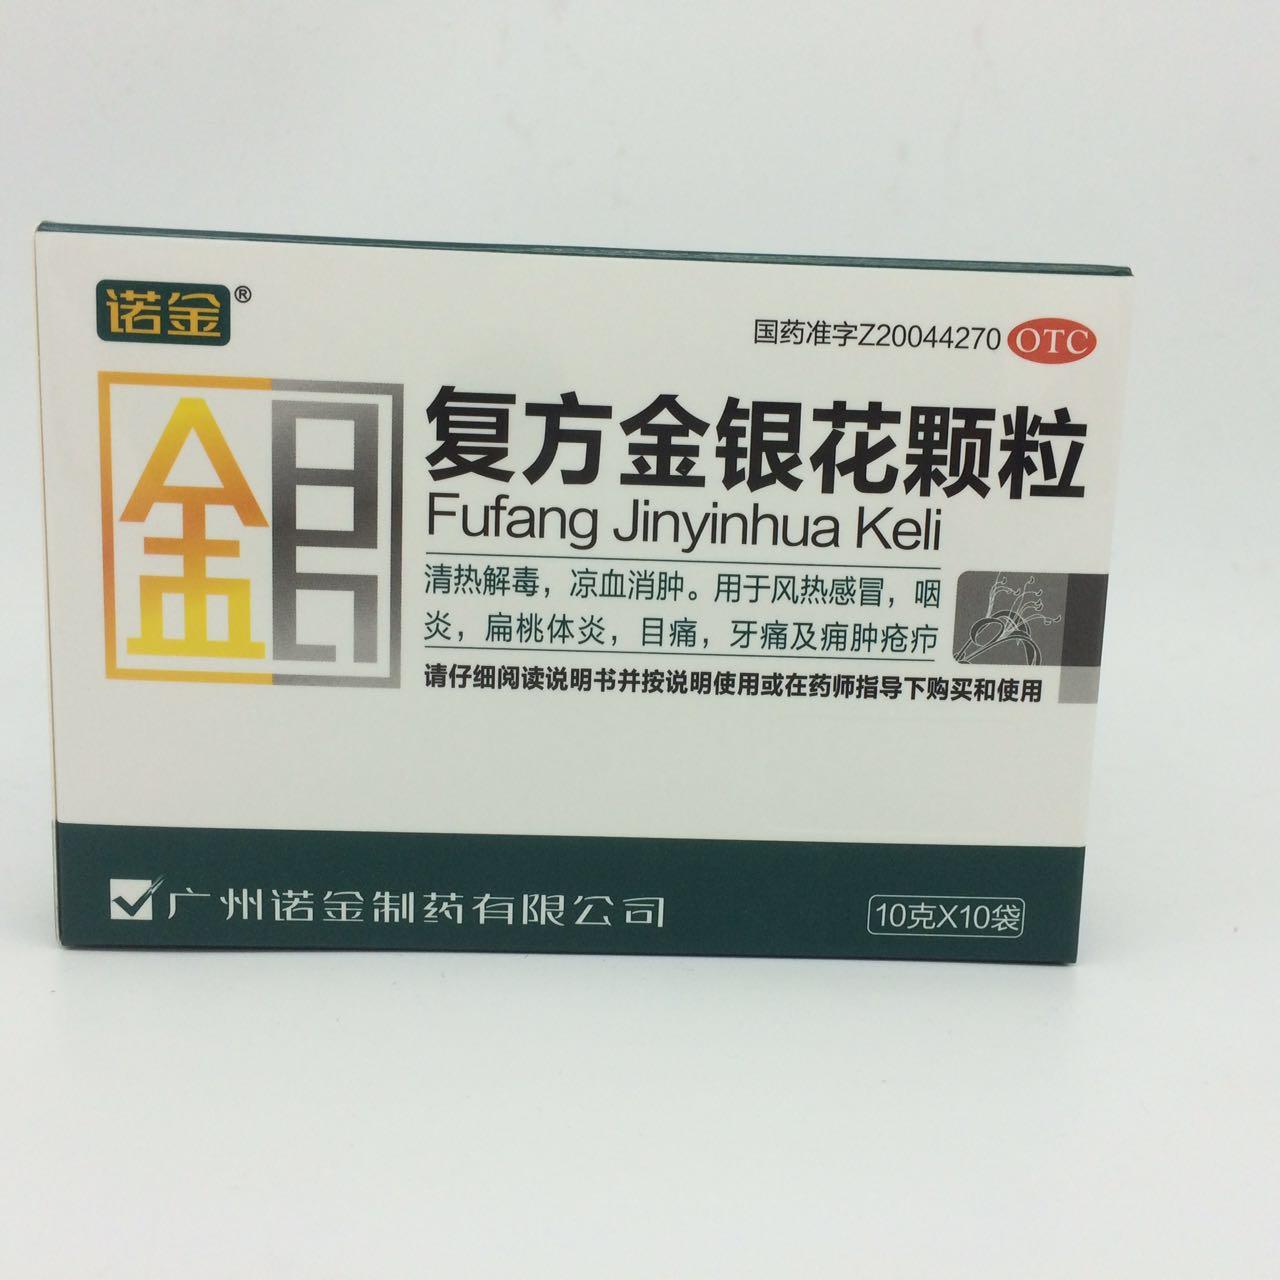 诺金®
国药准字Z20044270 OTC
金银
复方金银花颗粒
Fufang Jinyinhua Keli
清热解毒，凉血消肿。用于风热感冒，咽
炎，扁桃体炎，目痛，牙痛及痈肿疮疖
请仔细阅读说明书并按说明使用或在药师指导下购买和使用
广州诺金制药有限公司
10克X10袋